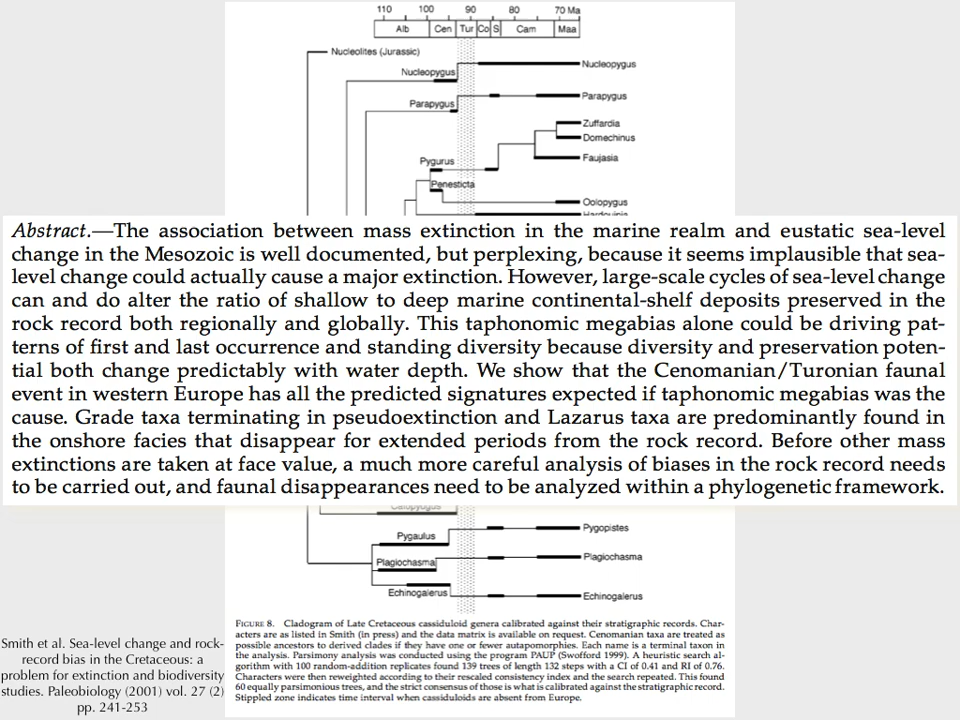 110 100 90 80 70 Ma
Alb Cen Tur Co S Cam Maa
Nucleolites (Jurassic)
Nucleopygus Nucleopygus
Parapygus Parapygus
Zuffardia
Domechinus
Pygurus Faujasia
Penesticta
Oolopygus
Hardouinia
Abstract.—The association between mass extinction in the marine realm and eustatic sea-level
change in the Mesozoic is well documented, but perplexing, because it seems implausible that sea-
level change could actually cause a major extinction. However, large-scale cycles of sea-level change
can and do alter the ratio of shallow to deep marine continental-shelf deposits preserved in the
rock record both regionally and globally. This taphonomic megabias alone could be driving pat-
terns of first and last occurrence and standing diversity because diversity and preservation poten-
tial both change predictably with water depth. We show that the Cenomanian/Turonian faunal
event in western Europe has all the predicted signatures expected if taphonomic megabias was the
cause. Grade taxa terminating in pseudoextinction and Lazarus taxa are predominantly found in
the onshore facies that disappear for extended periods from the rock record. Before other mass
extinctions are taken at face value, a much more careful analysis of biases in the rock record needs
to be carried out, and faunal disappearances need to be analyzed within a phylogenetic framework.
Pygaulus Pygopistes
Plagiochasma Plagiochasma
Echinogalerus Echinogalerus
FIGURE 8. Cladogram of Late Cretaceous cassiduloid genera calibrated against their stratigraphic records. Char-
acters are as listed in Smith (in press) and the data matrix is available on request. Cenomanian taxa are treated as
possible ancestors to derived clades if they have one or fewer autapomorphies. Each name is a terminal taxon in
the analysis. Parsimony analysis was conducted using the program PAUP (Swofford 1999). A heuristic search al-
gorithm with 100 random-addition replicates found 139 trees of length 132 steps with a CI of 0.41 and RI of 0.76.
Characters were then reweighted according to their rescaled consistency index and the search repeated. This found
60 equally parsimonious trees, and the strict consensus of those is what is calibrated against the stratigraphic record.
Stippled zone indicates time interval when cassiduloids are absent from Europe.
Smith et al. Sea-level change and rock-
record bias in the Cretaceous: a
problem for extinction and biodiversity
studies. Paleobiology (2001) vol. 27 (2)
pp. 241-253